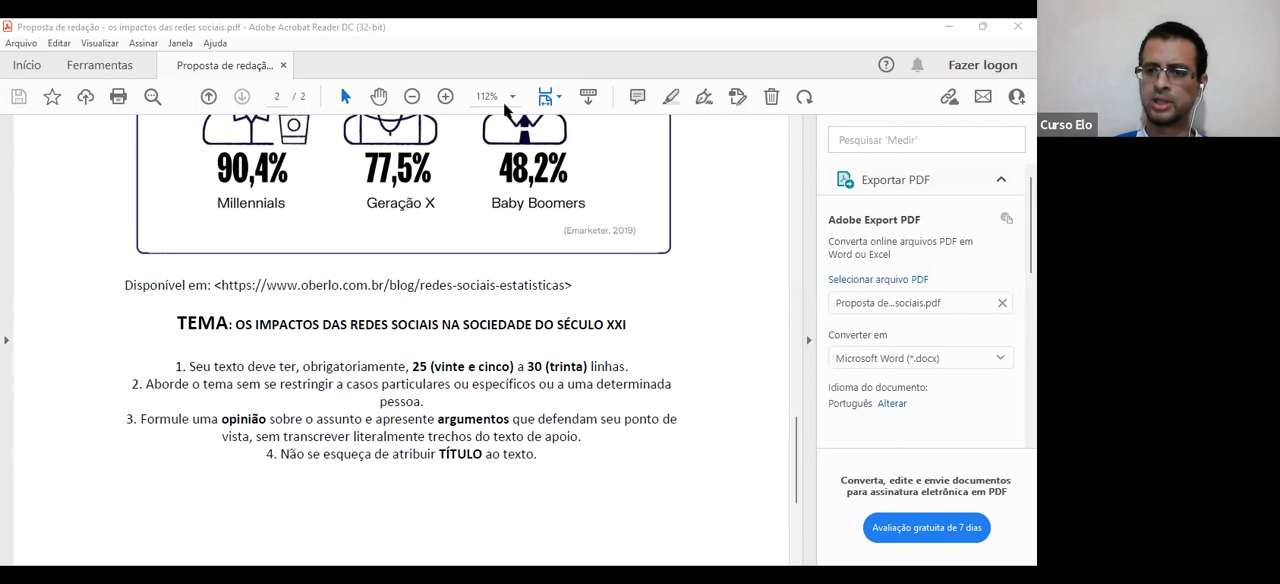 Proposta de redação - os impactos das redes sociais.pdf - Adobe Acrobat Reader DC (32-bit)
Arquivo Editar Visualizar Assinar Janela Ajuda
Início Ferramentas Proposta de redaçã... × Fazer logon
2 / 2 112%
90,4% 77,5% 48,2%
Millennials Geração X Baby Boomers
(Emarketer, 2019)
Disponível em: <https://www.oberlo.com.br/blog/redes-sociais-estatisticas>
TEMA: OS IMPACTOS DAS REDES SOCIAIS NA SOCIEDADE DO SÉCULO XXI
1. Seu texto deve ter, obrigatoriamente, 25 (vinte e cinco) a 30 (trinta) linhas.
2. Aborde o tema sem se restringir a casos particulares ou específicos ou a uma determinada
pessoa.
3. Formule uma opinião sobre o assunto e apresente argumentos que defendam seu ponto de
vista, sem transcrever literalmente trechos do texto de apoio.
4. Não se esqueça de atribuir TÍTULO ao texto.
Pesquisar 'Medir'
Exportar PDF
Adobe Export PDF
Converta online arquivos PDF em
Word ou Excel
Selecionar arquivo PDF
Proposta de...sociais.pdf
Converter em
Microsoft Word (*.docx)
Idioma do documento:
Português Alterar
Converta, edite e envie documentos
para assinatura eletrônica em PDF
Avaliação gratuita de 7 dias
Curso Elo